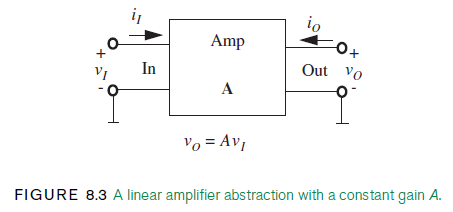 i_I i_O
Amp
+ +
v_I In Out v_O
A
- -
v_O = Av_I
FIGURE 8.3 A linear amplifier abstraction with a constant gain A.